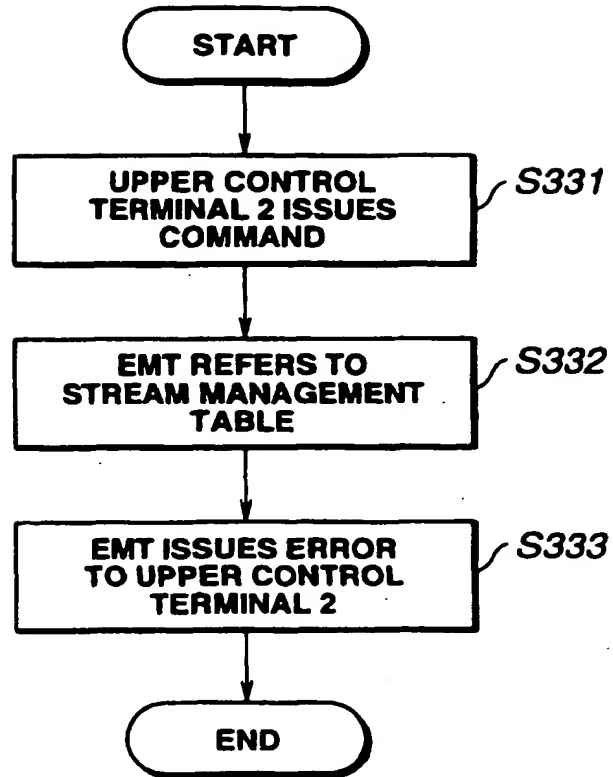 START
UPPER CONTROL
TERMINAL 2 ISSUES
COMMAND
S331
EMT REFERS TO
STREAM MANAGEMENT
TABLE
S332
EMT ISSUES ERROR
TO UPPER CONTROL
TERMINAL 2
S333
END